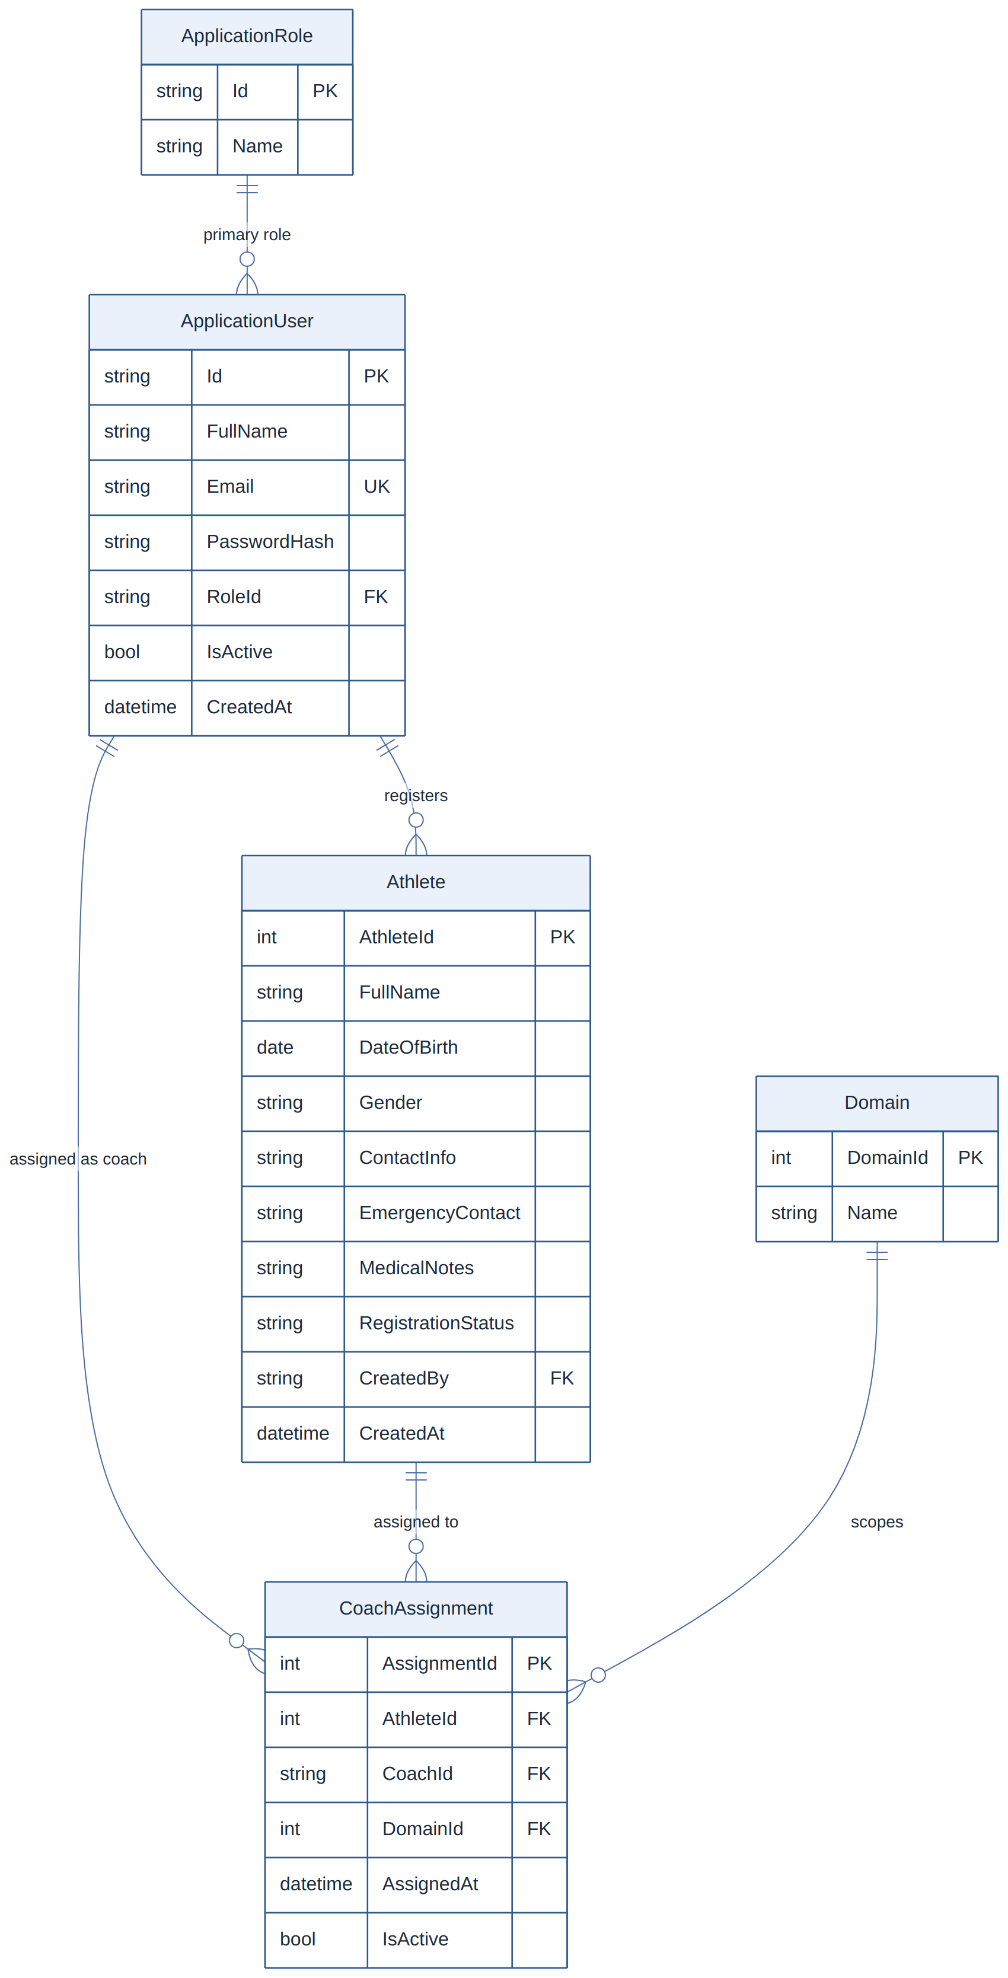 ApplicationRole
string Id PK
string Name
primary role
ApplicationUser
string Id PK
string FullName
string Email UK
string PasswordHash
string RoleId FK
bool IsActive
datetime CreatedAt
registers
Athlete
int AthleteId PK
string FullName
date DateOfBirth
string Gender
string ContactInfo
string EmergencyContact
string MedicalNotes
string RegistrationStatus
string CreatedBy FK
datetime CreatedAt
Domain
int DomainId PK
string Name
assigned as coach
assigned to
scopes
CoachAssignment
int AssignmentId PK
int AthleteId FK
string CoachId FK
int DomainId FK
datetime AssignedAt
bool IsActive